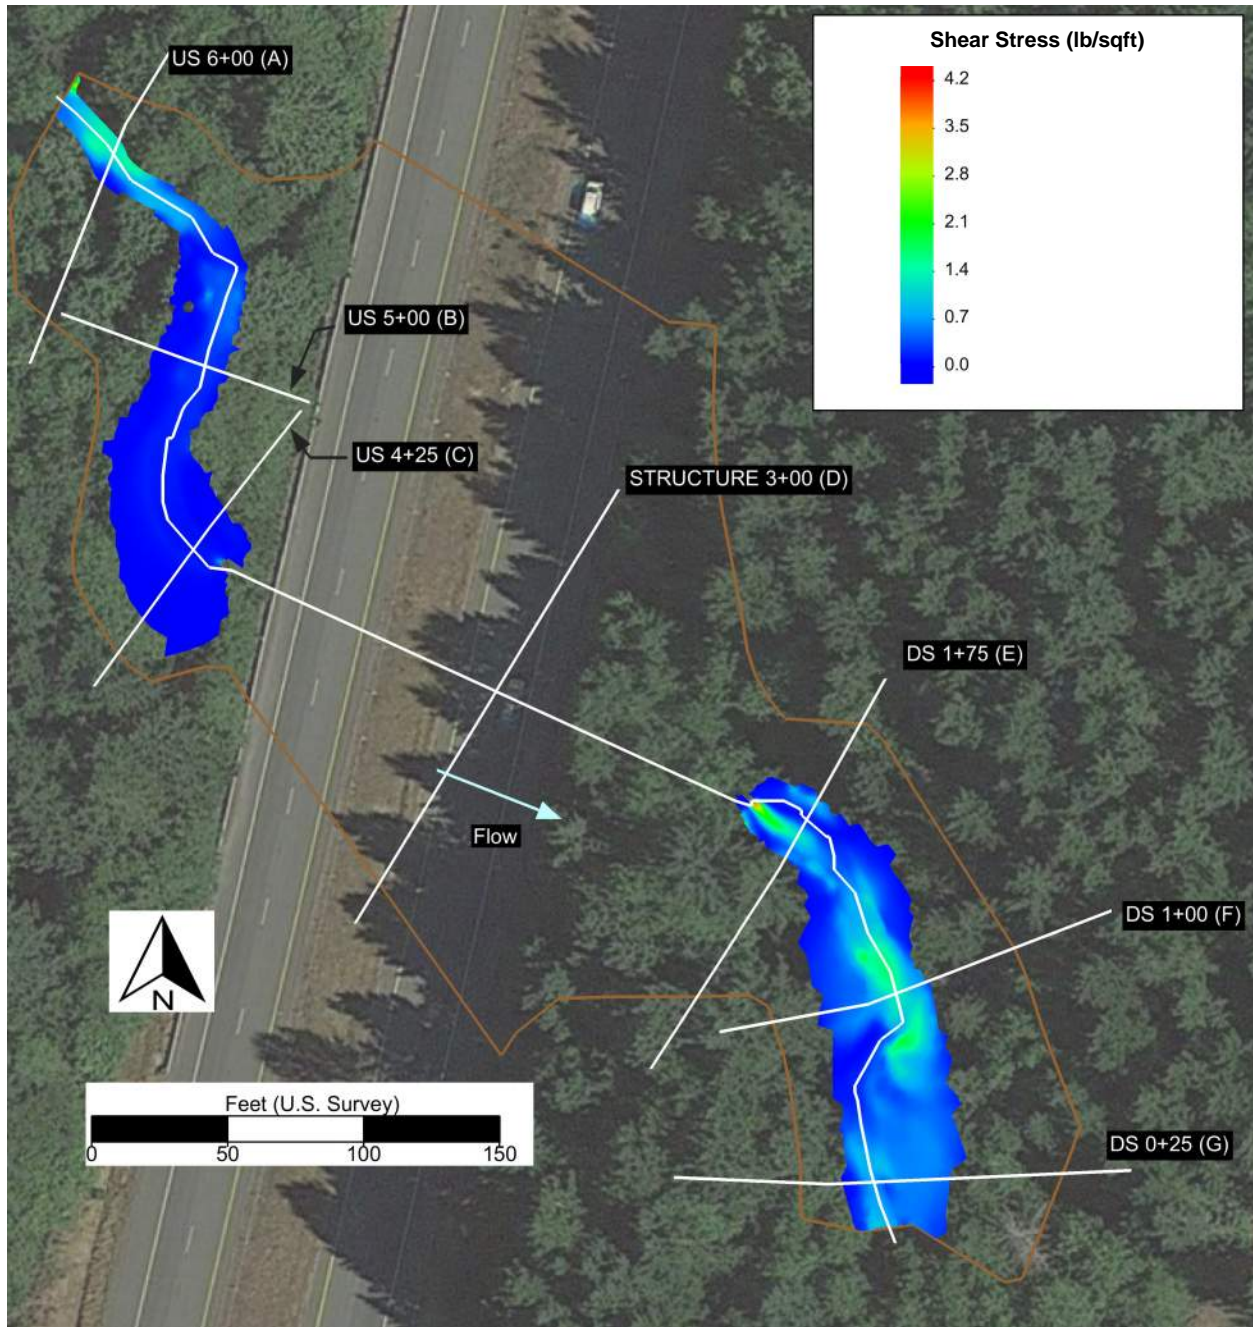 Shear Stress (lb/sqft)
4.2
3.5
2.8
2.1
1.4
0.7
0.0
US 6+00 (A)
US 5+00 (B)
US 4+25 (C)
STRUCTURE 3+00 (D)
DS 1+75 (E)
Flow
DS 1+00 (F)
N
Feet (U.S. Survey)
0 50 100 150
DS 0+25 (G)